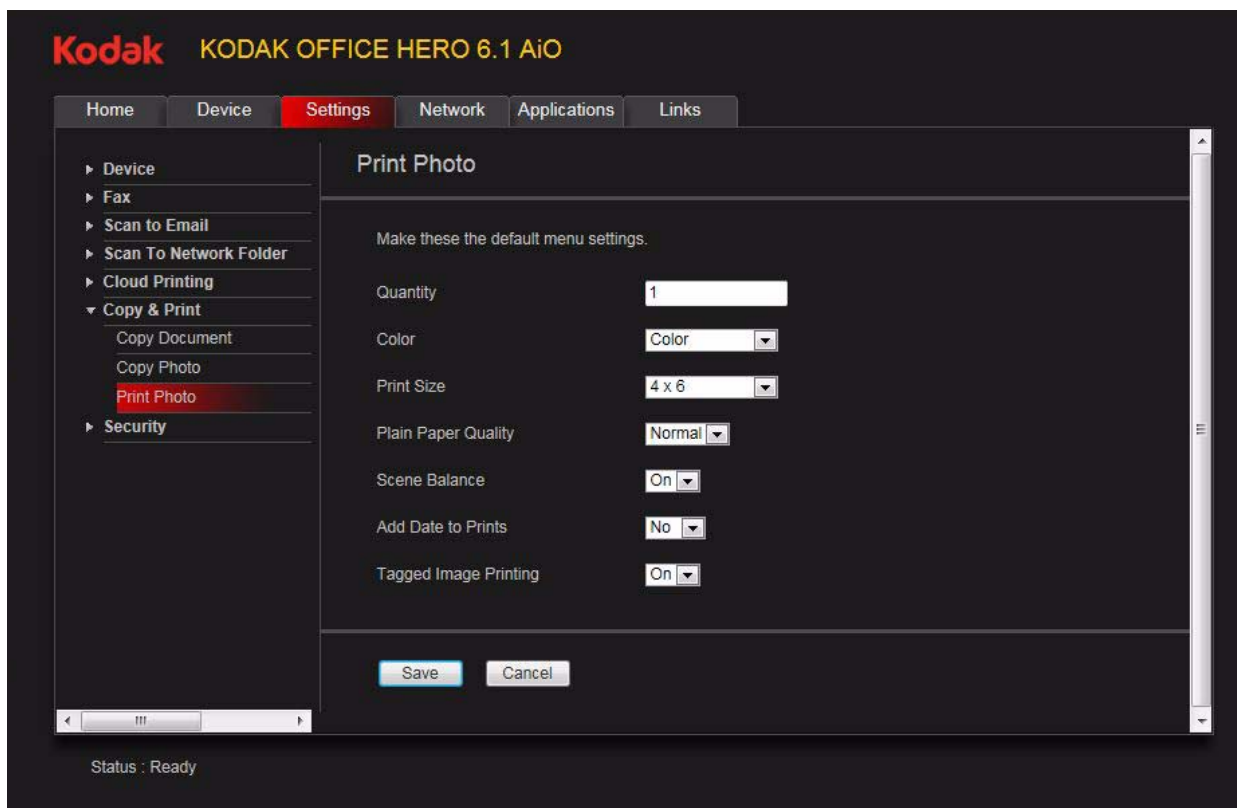 Kodak KODAK OFFICE HERO 6.1 AiO
Home Device Settings Network Applications Links
Device
Fax
Scan to Email
Scan To Network Folder
Cloud Printing
Copy & Print
Copy Document
Copy Photo
Print Photo
Security
Print Photo
Make these the default menu settings.
Quantity 1
Color Color
Print Size 4 x 6
Plain Paper Quality Normal
Scene Balance On
Add Date to Prints No
Tagged Image Printing On
Save Cancel
Status : Ready